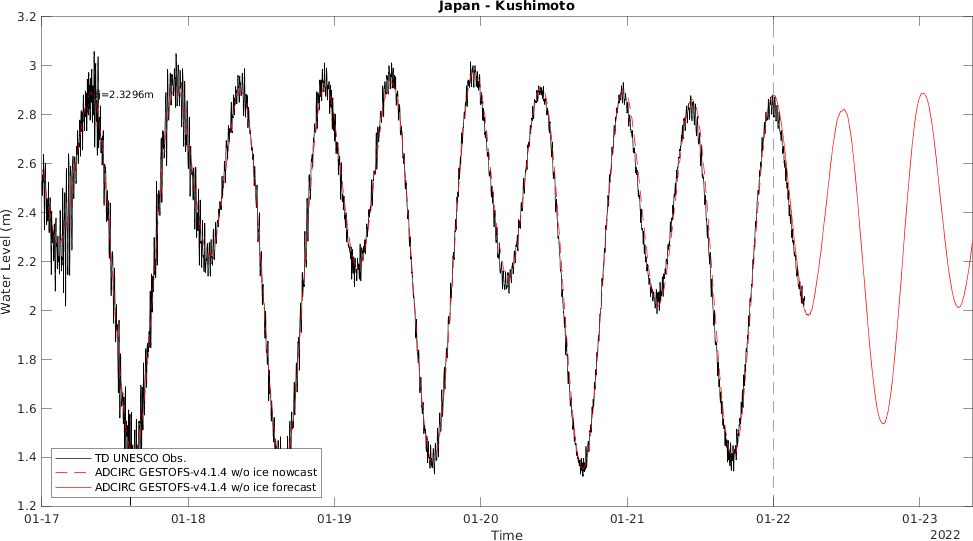 Japan - Kushimoto
3.2
3
2.8
2.6
2.4
2.2
2
1.8
1.6
1.4
1.2
Water Level (m)
=2.3296m
TD UNESCO Obs.
ADCIRC GESTOFS-v4.1.4 w/o ice nowcast
ADCIRC GESTOFS-v4.1.4 w/o ice forecast
01-17
01-18
01-19
01-20
01-21
01-22
01-23
Time
2022